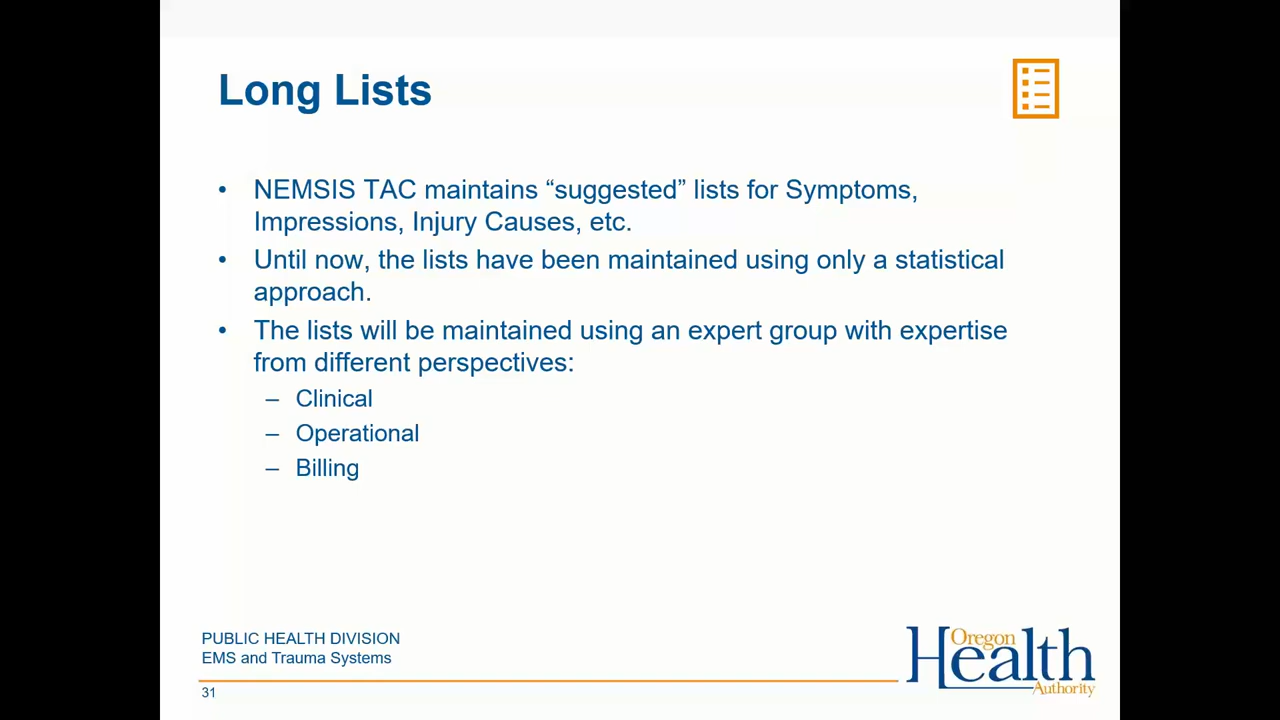 Long Lists
• NEMSIS TAC maintains “suggested” lists for Symptoms,
Impressions, Injury Causes, etc.
• Until now, the lists have been maintained using only a statistical
approach.
• The lists will be maintained using an expert group with expertise
from different perspectives:
– Clinical
– Operational
– Billing
PUBLIC HEALTH DIVISION
EMS and Trauma Systems
31
Oregon
Health
Authority